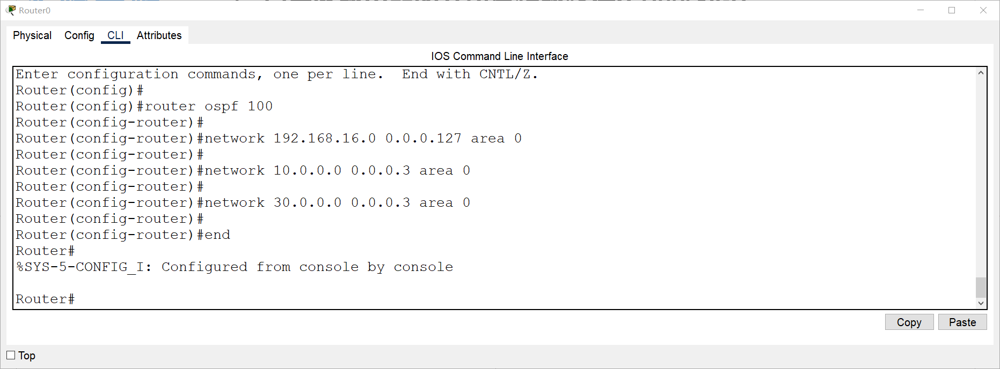 Router0
Physical Config CLI Attributes
IOS Command Line Interface
Enter configuration commands, one per line.  End with CNTL/Z.
Router(config)#
Router(config)#router ospf 100
Router(config-router)#
Router(config-router)#network 192.168.16.0 0.0.0.127 area 0
Router(config-router)#
Router(config-router)#network 10.0.0.0 0.0.0.3 area 0
Router(config-router)#
Router(config-router)#network 30.0.0.0 0.0.0.3 area 0
Router(config-router)#
Router(config-router)#end
Router#
%SYS-5-CONFIG_I: Configured from console by console
Router#
Copy Paste
Top